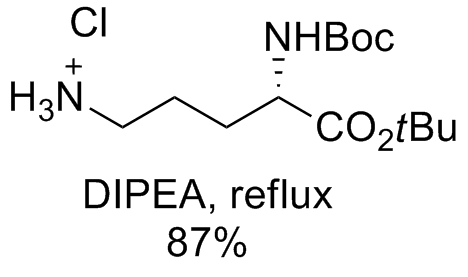 Cl
NHBoc
+
H₃N
CO₂tBu
DIPEA, reflux
87%